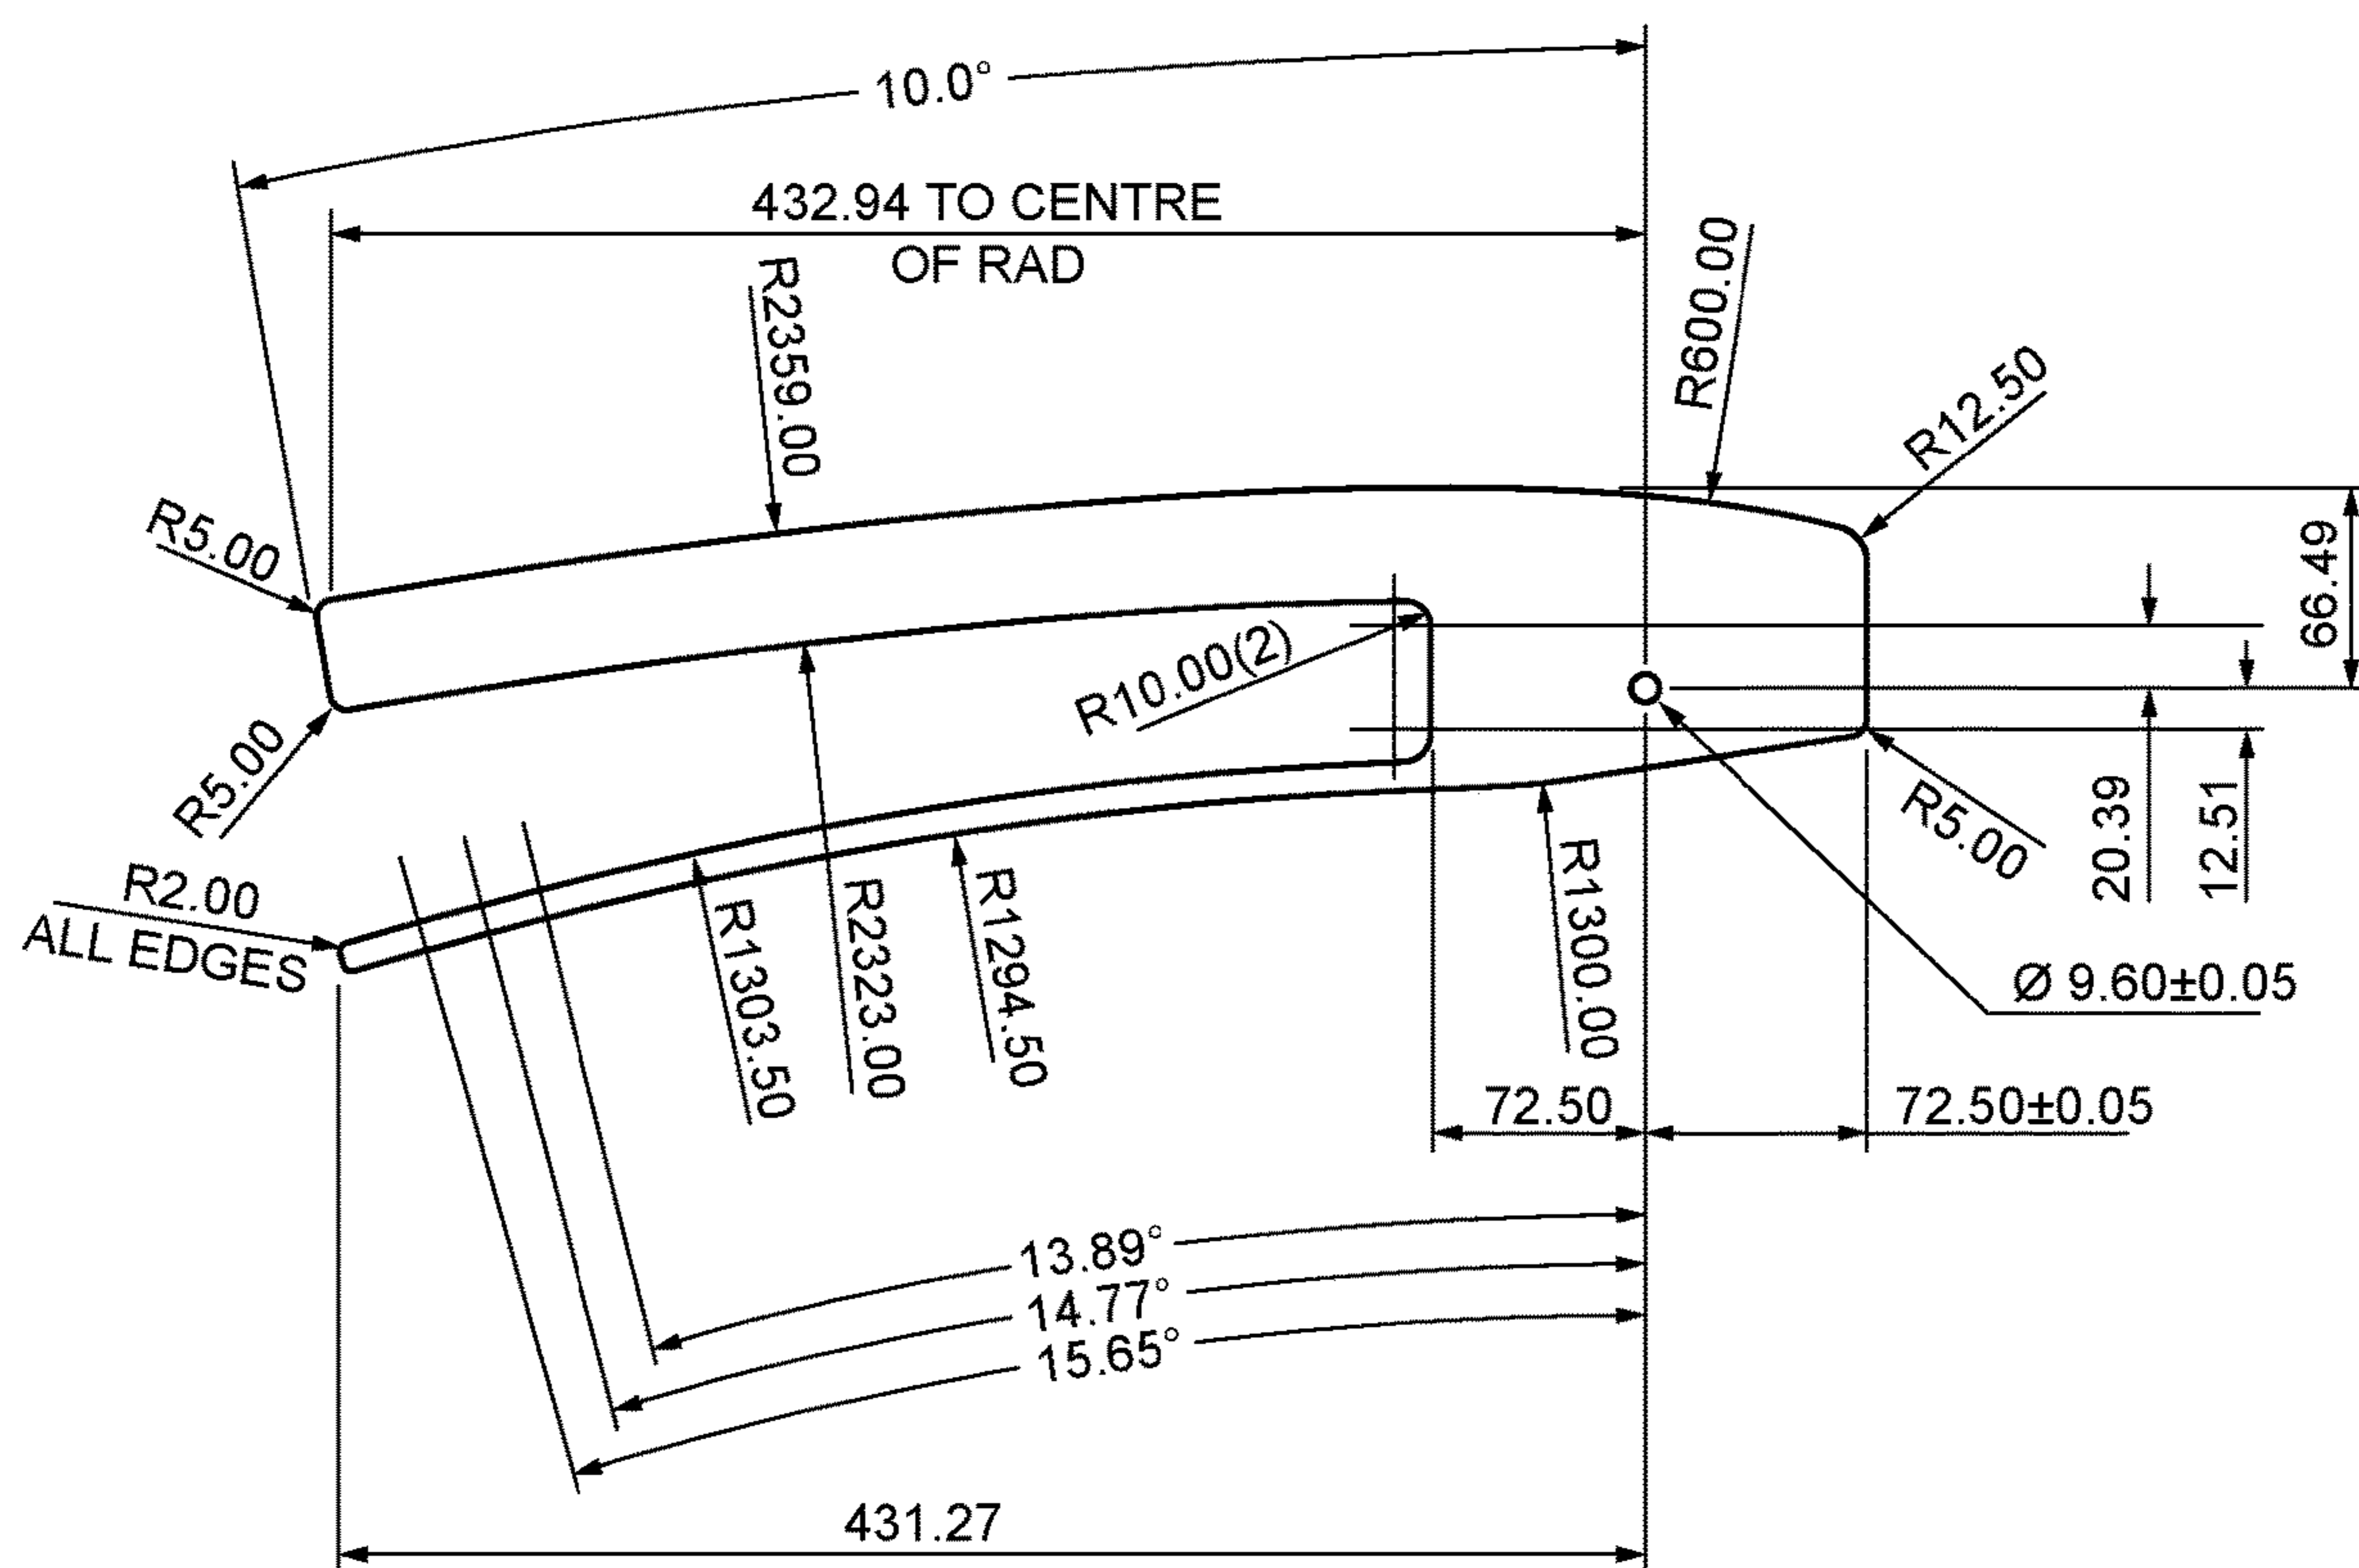 10.0°
432.94 TO CENTRE
OF RAD
R2359.00
R600.00
R12.50
R5.00
66.49
R10.00(2)
R5.00
R5.00
20.39
12.51
R2.00
ALL EDGES
R1303.50
R2323.00
R1294.50
R1300.00
Ø 9.60±0.05
72.50
72.50±0.05
13.89°
14.77°
15.65°
431.27